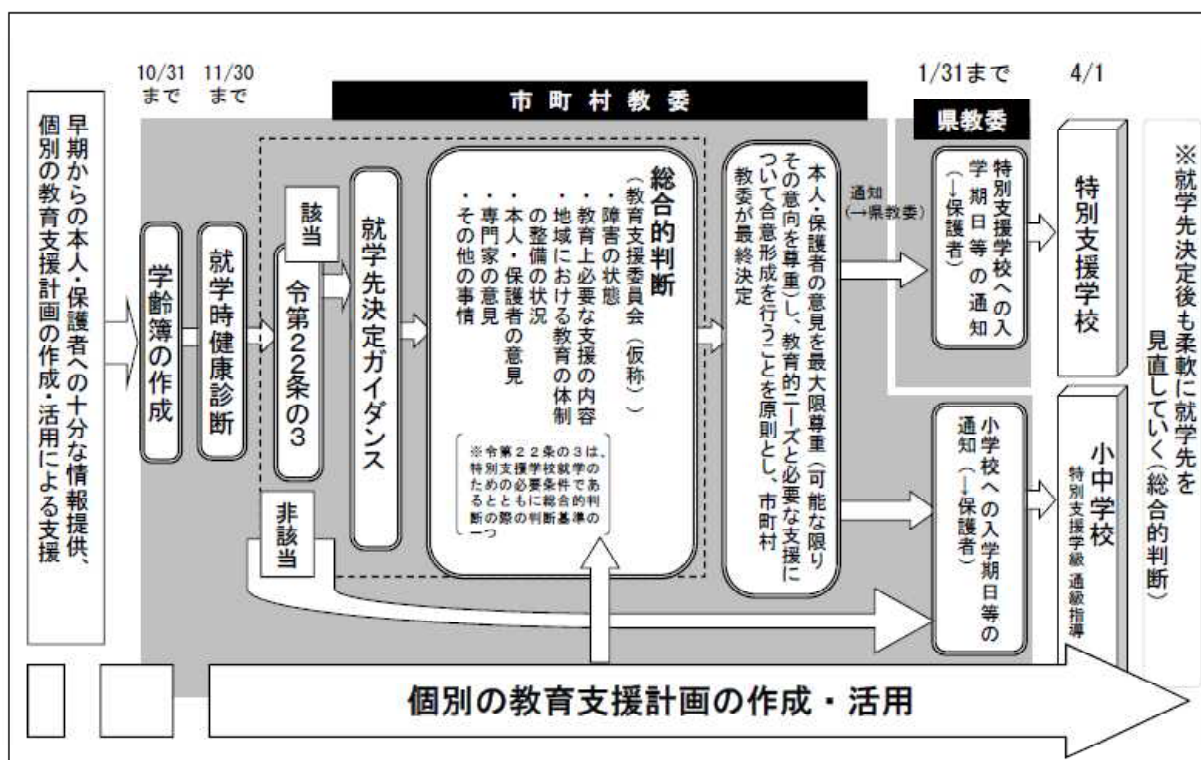 早期からの本人・保護者への十分な情報提供、
個別の教育支援計画の作成・活用による支援
10/31
まで
11/30
まで
市町村教委
1/31まで
4/1
県教委
学齢簿の作成
就学時健康診断
該当
令第22条の3
非該当
就学先決定ガイダンス
総合的判断
(教育支援委員会(仮称))
・障害の状態
・教育上必要な支援の内容
・地域における教育の体制
の整備の状況
・本人・保護者の意見
・専門家の意見
・その他の事情
※令第22条の3は、
特別支援学校就学の
ための必要条件であ
るとともに総合的判
断の際の判断基準の
一つ
本人・保護者の意見を最大限尊重(可能な限り
その意向を尊重)し、教育的ニーズと必要な支援に
ついて合意形成を行うことを原則とし、市町村
教委が最終決定
通知
(→県教委)
特別支援学校への入
学期日等の通知
(→保護者)
小学校への入学期日等の
通知(→保護者)
特別支援学校
小中学校
特別支援学級 通級指導
※就学先決定後も柔軟に就学先を
見直していく(総合的判断)
個別の教育支援計画の作成・活用